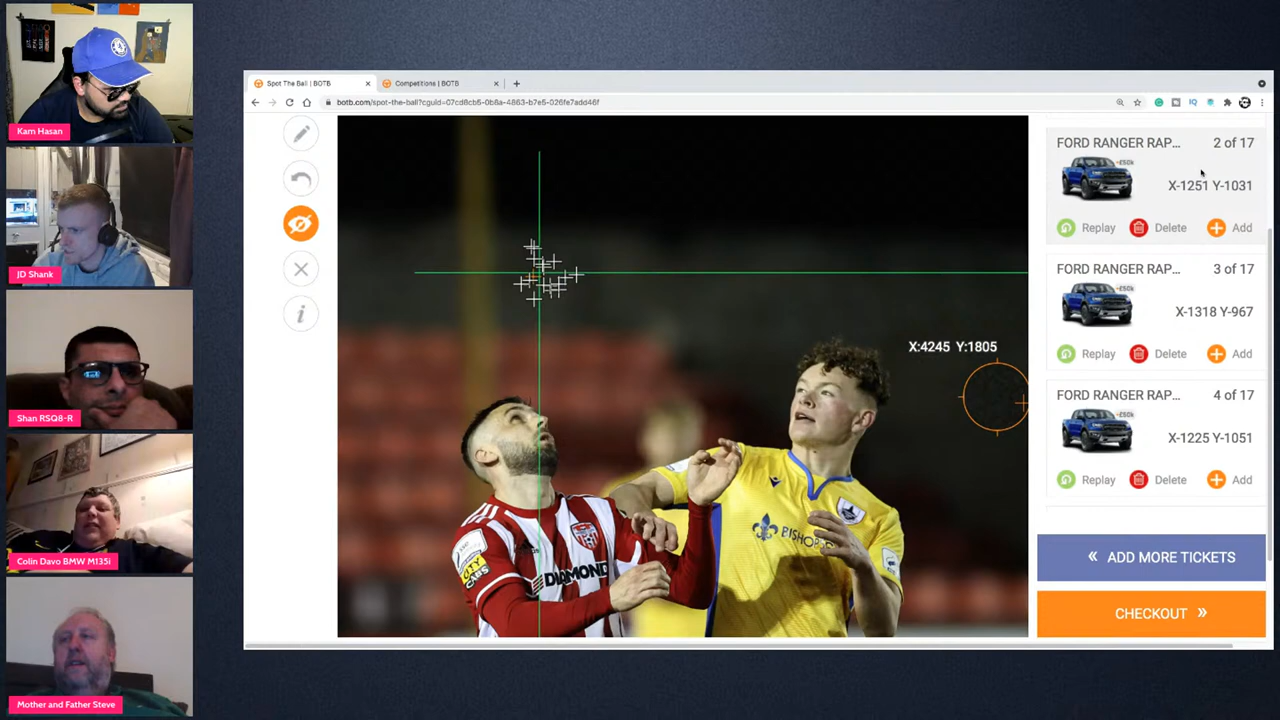 Kam Hasan
JD Shank
Shan RSQ8-R
Colin Davo BMW M135i
Mother and Father Steve
Spot The Ball | BOTB
Competitions | BOTB
botb.com/spot-the-ball?cguid=07cd8cb5-0b8a-4863-b7e5-026fe7add46f
X:4245 Y:1805
DIAMOND
BISHOP
CABS
FORD RANGER RAP... 2 of 17
X-1251 Y-1031
Replay Delete Add
FORD RANGER RAP... 3 of 17
X-1318 Y-967
Replay Delete Add
FORD RANGER RAP... 4 of 17
X-1225 Y-1051
Replay Delete Add
« ADD MORE TICKETS
CHECKOUT »